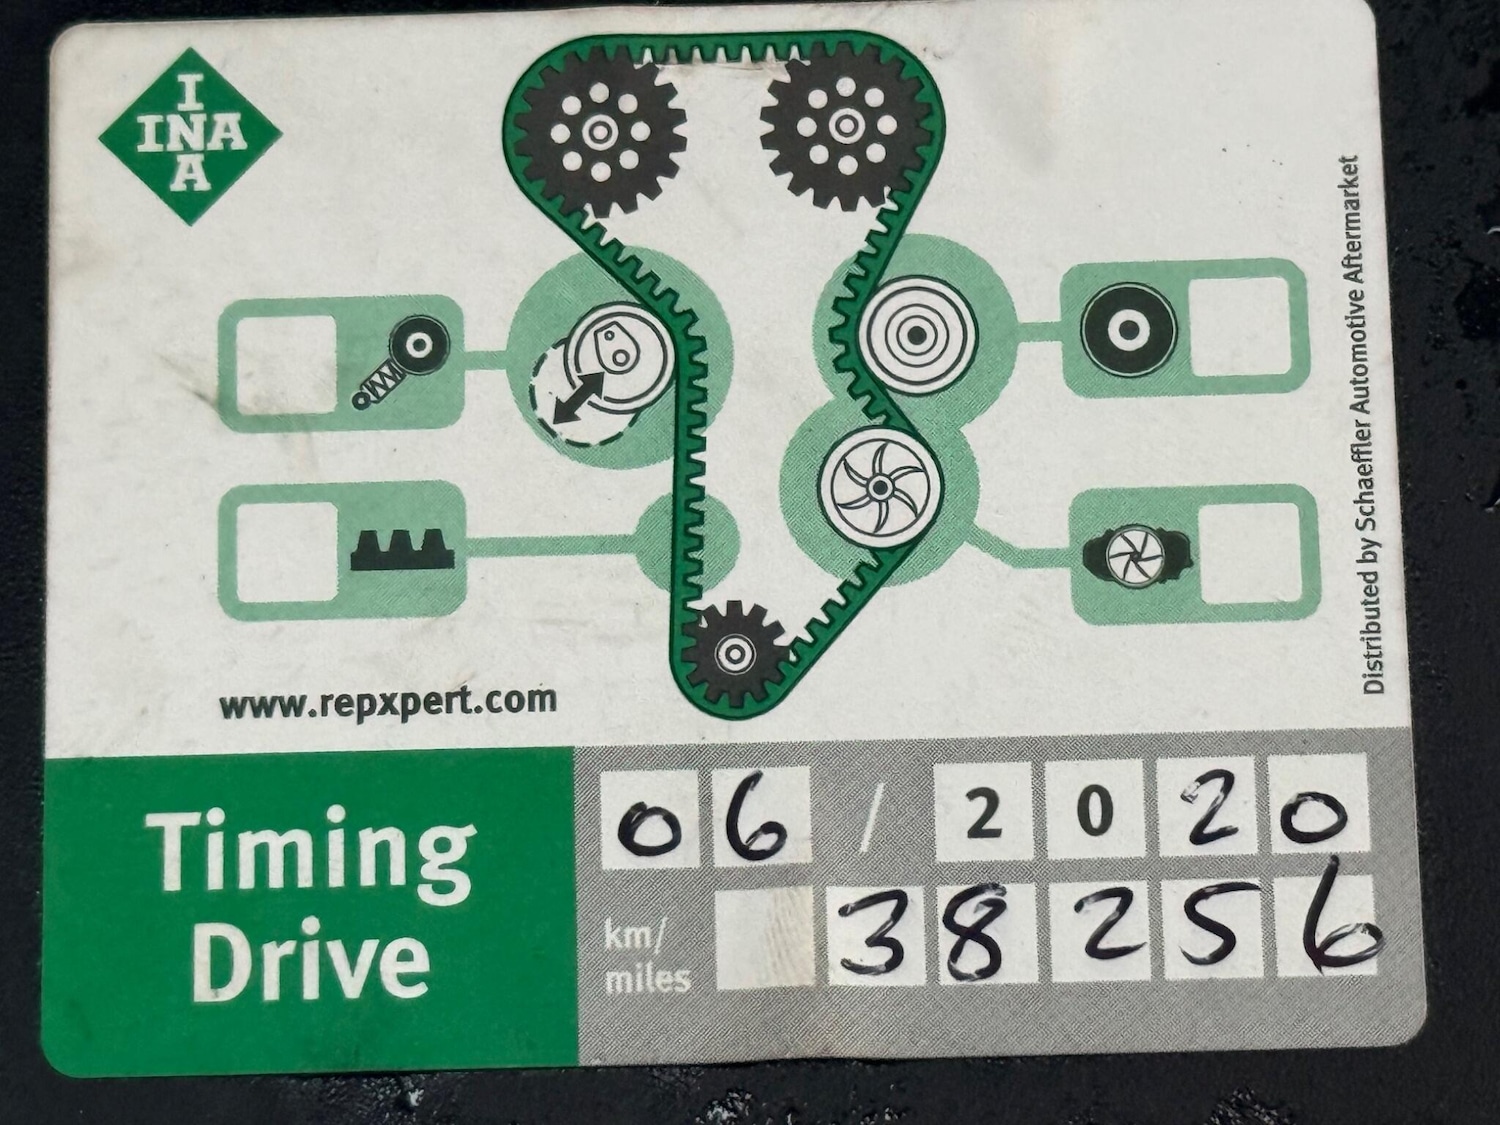 I
INA
A
Distributed by Schaeffler Automotive Aftermarket
www.repxpert.com
Timing
Drive
06 / 2020
km/
miles
38256